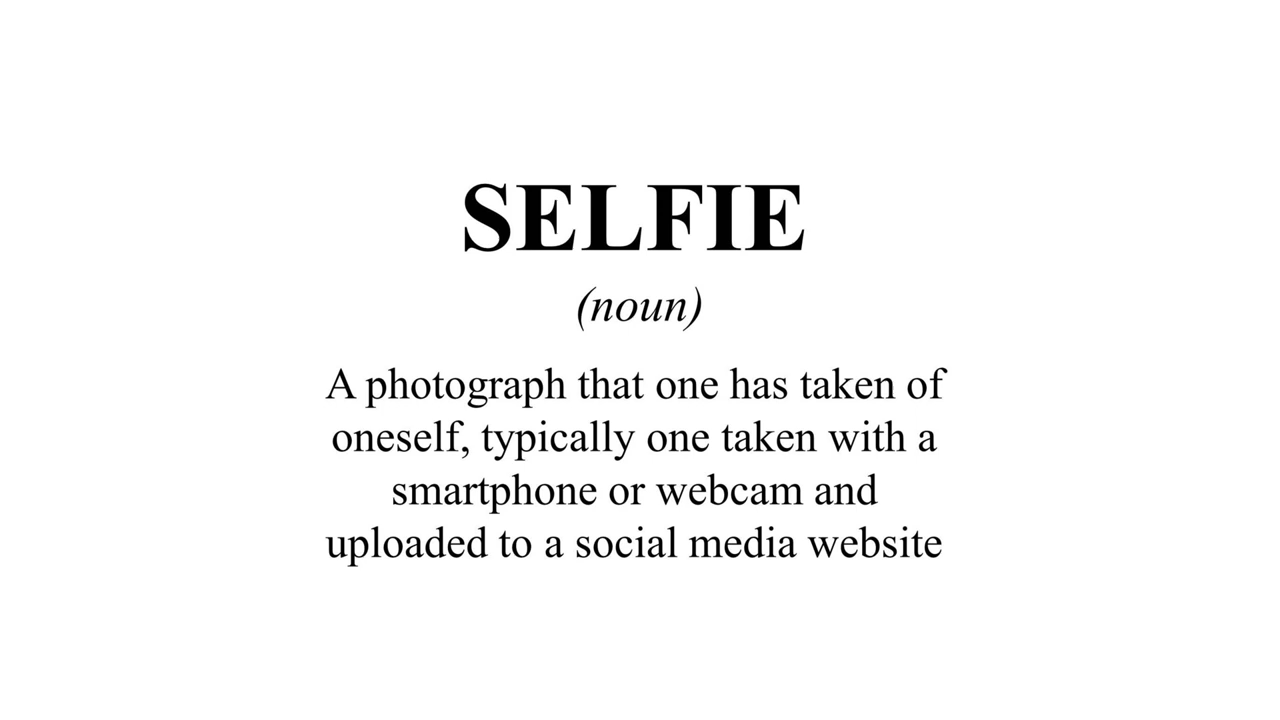 SELFIE
(noun)
A photograph that one has taken of
oneself, typically one taken with a
smartphone or webcam and
uploaded to a social media website